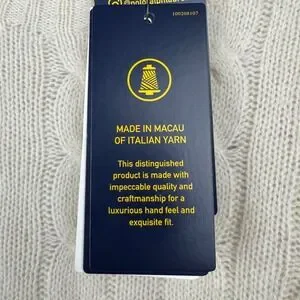 100208107
MADE IN MACAU
OF ITALIAN YARN
This distinguished
product is made with
impeccable quality and
craftmanship for a
luxurious hand feel and
exquisite fit.